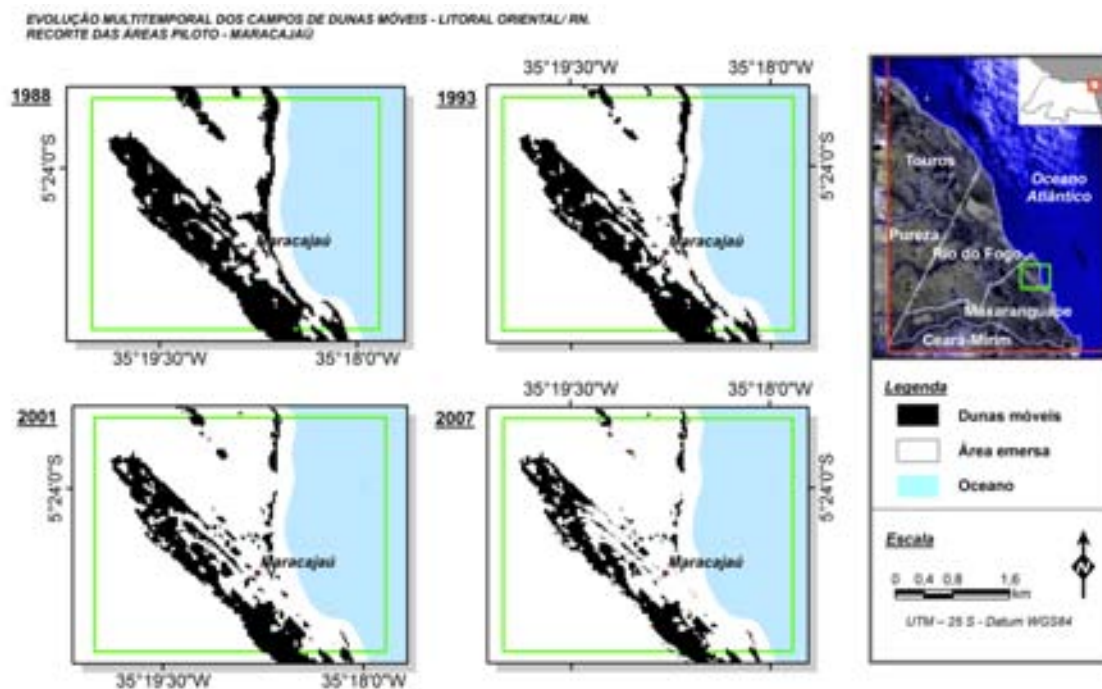 EVOLUÇÃO MULTITEMPORAL DOS CAMPOS DE DUNAS MÓVEIS - LITORAL ORIENTAL/ RN.
RECORTE DAS ÁREAS PILOTO - MARACAJAÚ
1988
5°24'0"S
Maracajaú
35°19'30"W 35°18'0"W
35°19'30"W 35°18'0"W
1993
5°24'0"S
Maracajaú
2001
5°24'0"S
Maracajaú
35°19'30"W 35°18'0"W
35°19'30"W 35°18'0"W
2007
5°24'0"S
Maracajaú
Touros
Oceano
Atlântico
Pureza
Rio do Fogo
Maxaranguape
Ceará-Mirim
Legenda
Dunas móveis
Área emersa
Oceano
Escala
N
0 0,4 0,8 1,6
km
UTM – 25 S - Datum WGS84